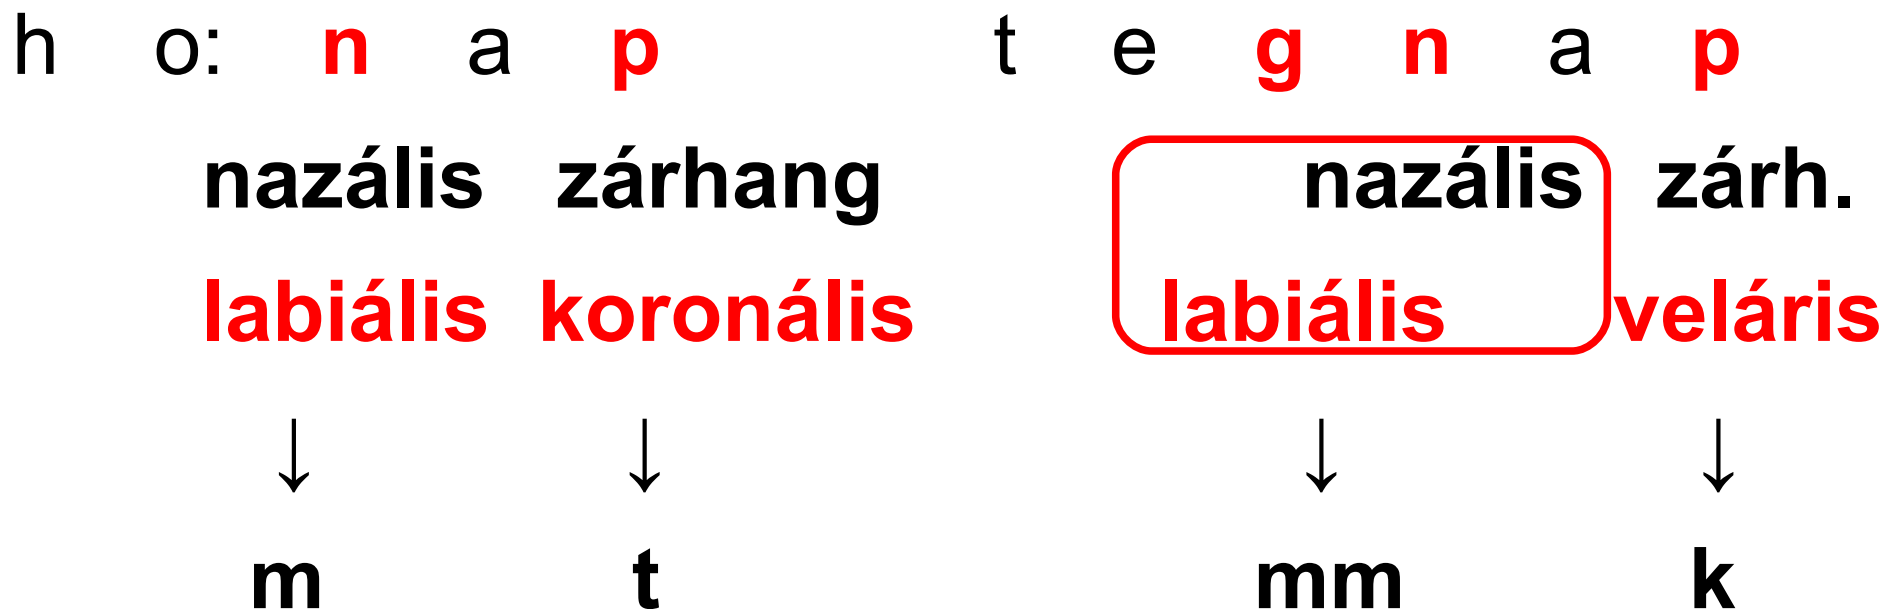 h o: n a p t e g n a p
nazális zárhang nazális zárh.
labiális koronális labiális veláris
↓ ↓ ↓ ↓
m t mm k